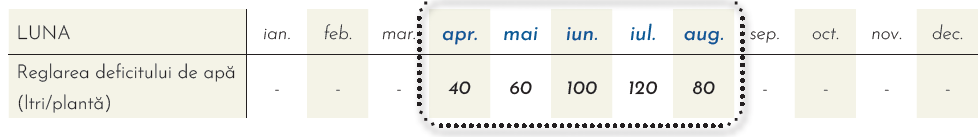 LUNA ian. feb. mar. apr. mai iun. iul. aug. sep. oct. nov. dec.
Reglarea deficitului de apă
(ltri/plantă) - - - 40 60 100 120 80 - - - -